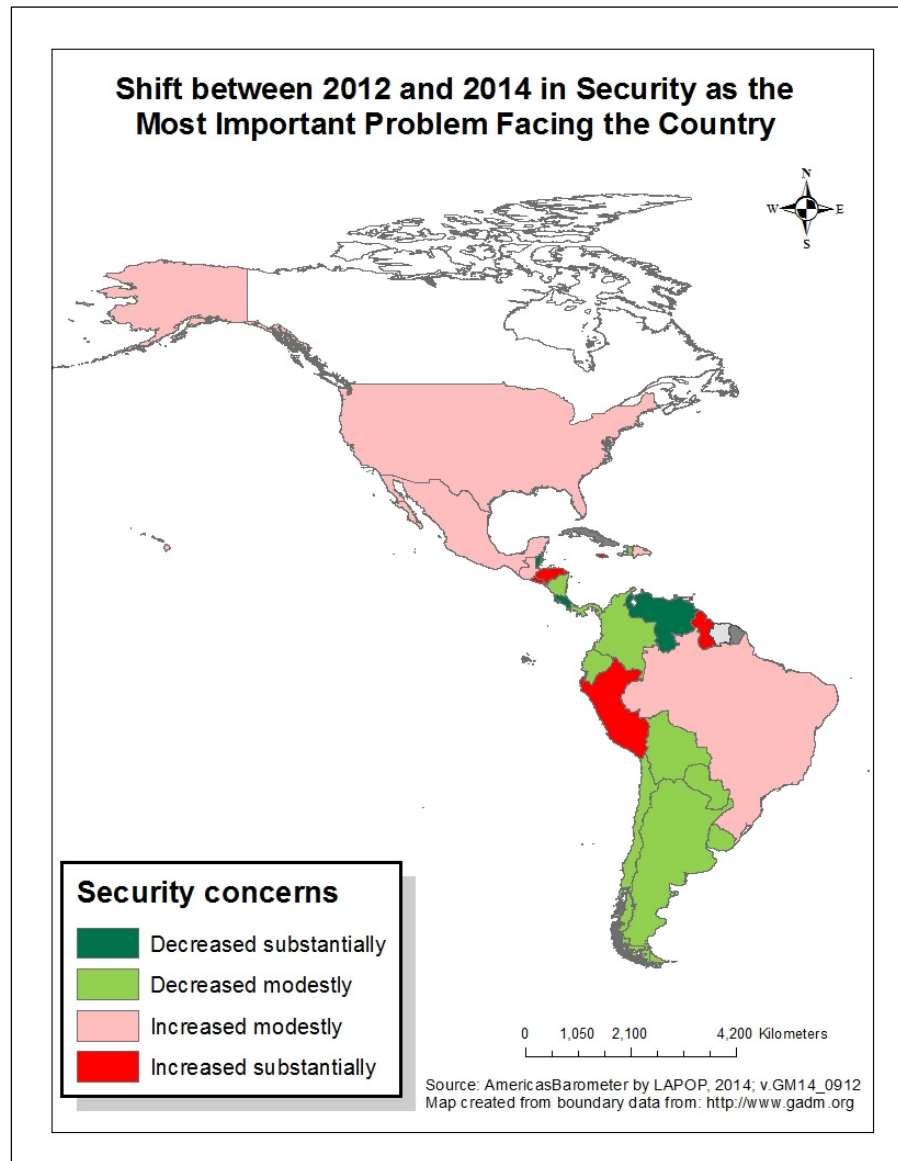 Shift between 2012 and 2014 in Security as the
Most Important Problem Facing the Country
N
W E
S
Security concerns
Decreased substantially
Decreased modestly
Increased modestly
Increased substantially
0 1,050 2,100 4,200 Kilometers
Source: AmericasBarometer by LAPOP, 2014; v.GM14_0912
Map created from boundary data from: http://www.gadm.org